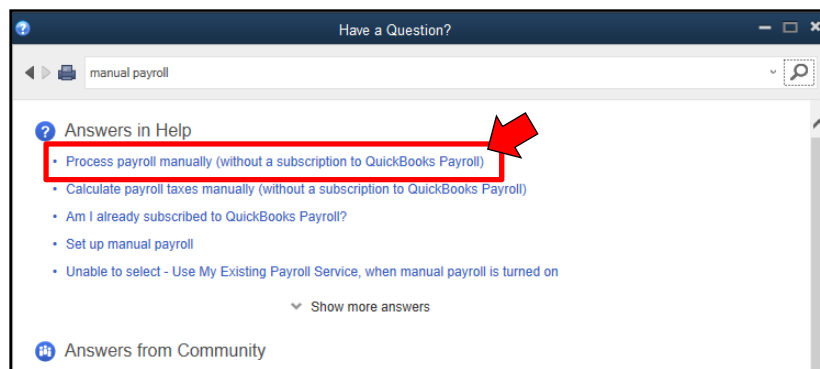 Have a Question?
manual payroll
Answers in Help
Process payroll manually (without a subscription to QuickBooks Payroll)
Calculate payroll taxes manually (without a subscription to QuickBooks Payroll)
Am I already subscribed to QuickBooks Payroll?
Set up manual payroll
Unable to select - Use My Existing Payroll Service, when manual payroll is turned on
Show more answers
Answers from Community